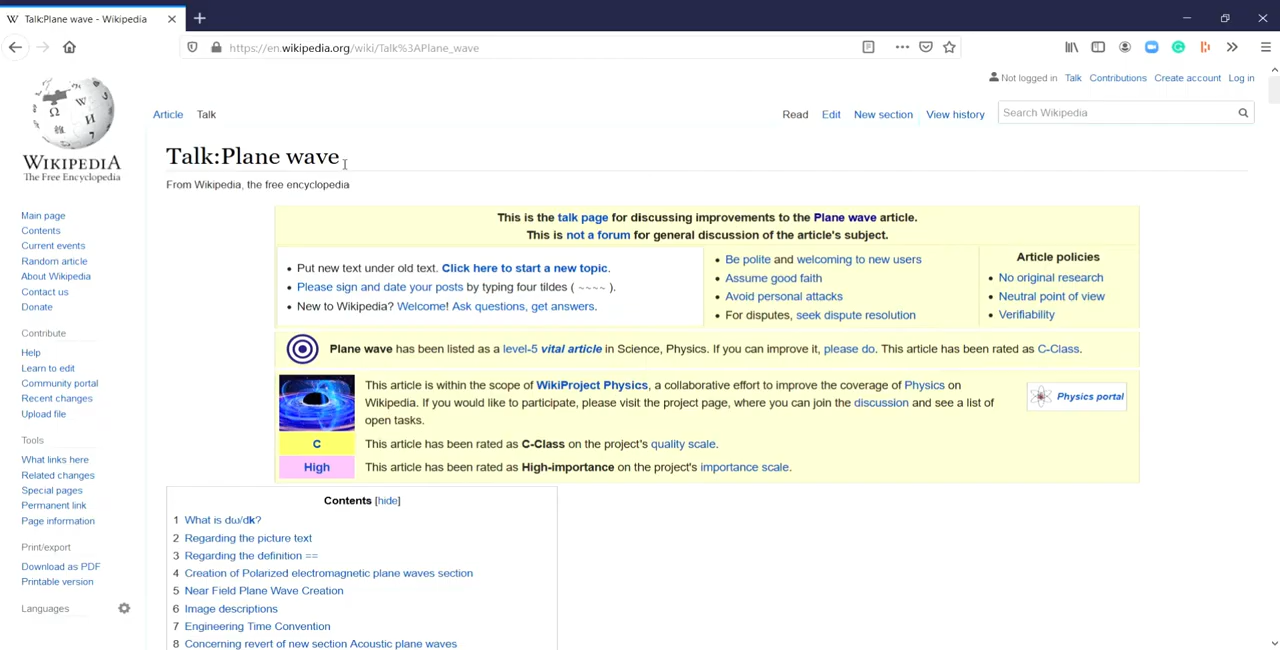 Talk:Plane wave - Wikipedia
https://en.wikipedia.org/wiki/Talk%3APlane_wave
Not logged in Talk Contributions Create account Log in
Article Talk Read Edit New section View history Search Wikipedia
WIKIPEDIA
The Free Encyclopedia
Talk:Plane wave
From Wikipedia, the free encyclopedia
Main page
Contents
Current events
Random article
About Wikipedia
Contact us
Donate
Contribute
Help
Learn to edit
Community portal
Recent changes
Upload file
Tools
What links here
Related changes
Special pages
Permanent link
Page information
Print/export
Download as PDF
Printable version
Languages
This is the talk page for discussing improvements to the Plane wave article.
This is not a forum for general discussion of the article's subject.
• Put new text under old text. Click here to start a new topic.
• Please sign and date your posts by typing four tildes ( ~~~~ ).
• New to Wikipedia? Welcome! Ask questions, get answers.
• Be polite and welcoming to new users
• Assume good faith
• Avoid personal attacks
• For disputes, seek dispute resolution
Article policies
• No original research
• Neutral point of view
• Verifiability
Plane wave has been listed as a level-5 vital article in Science, Physics. If you can improve it, please do. This article has been rated as C-Class.
This article is within the scope of WikiProject Physics, a collaborative effort to improve the coverage of Physics on
Wikipedia. If you would like to participate, please visit the project page, where you can join the discussion and see a list of
open tasks.
Physics portal
C This article has been rated as C-Class on the project's quality scale.
High This article has been rated as High-importance on the project's importance scale.
Contents [hide]
1 What is dω/dk?
2 Regarding the picture text
3 Regarding the definition ==
4 Creation of Polarized electromagnetic plane waves section
5 Near Field Plane Wave Creation
6 Image descriptions
7 Engineering Time Convention
8 Concerning revert of new section Acoustic plane waves